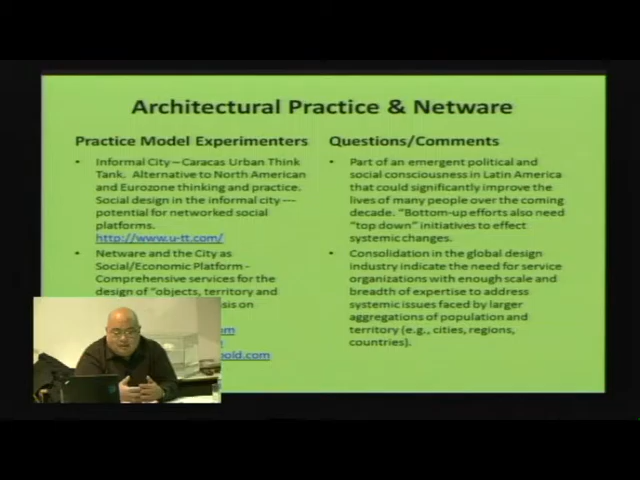 Architectural Practice & Netware
Practice Model Experimenters
• Informal City – Caracas Urban Think
Tank. Alternative to North American
and Eurozone thinking and practice.
Social design in the informal city ---
potential for networked social
platforms.
http://www.u-tt.com/
• Netware and the City as
Social/Economic Platform -
Comprehensive services for the
design of "objects, territory and
on
om
oold.com
Questions/Comments
• Part of an emergent political and
social consciousness in Latin America
that could significantly improve the
lives of many people over the coming
decade. "Bottom-up efforts also need
"top down" initiatives to effect
systemic changes.
• Consolidation in the global design
industry indicate the need for service
organizations with enough scale and
breadth of expertise to address
systemic issues faced by larger
aggregations of population and
territory (e.g., cities, regions,
countries).